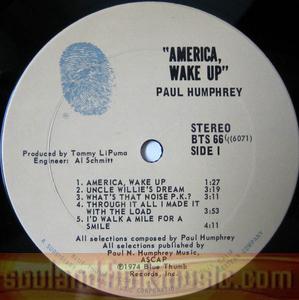 "AMERICA,
WAKE UP"
PAUL HUMPHREY
Produced by Tommy LiPuma
Engineer: Al Schmitt
STEREO
BTS 66 (6071)
SIDE 1
1. AMERICA, WAKE UP 1:27
2. UNCLE WILLIE'S DREAM 3:19
3. WHAT'S THAT NOISE P.K.? 3:21
4. THROUGH IT ALL I MADE IT
WITH THE LOAD 3:53
5. I'D WALK A MILE FOR A
SMILE 4:11
All selections composed by Paul Humphrey
All selections published by
Paul N. Humphrey Music,
ASCAP
©1974 Blue Thumb
Records, Inc.